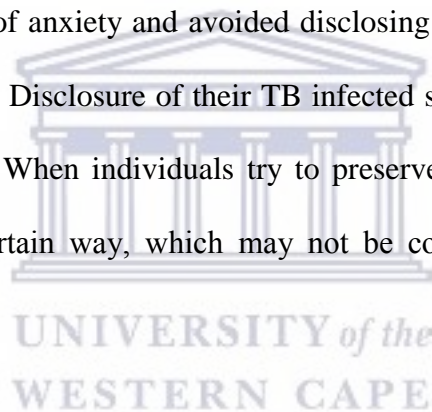 of anxiety and avoided disclosing
Disclosure of their TB infected s
When individuals try to preserve
rtain way, which may not be co
UNIVERSITY of the
WESTERN CAPE